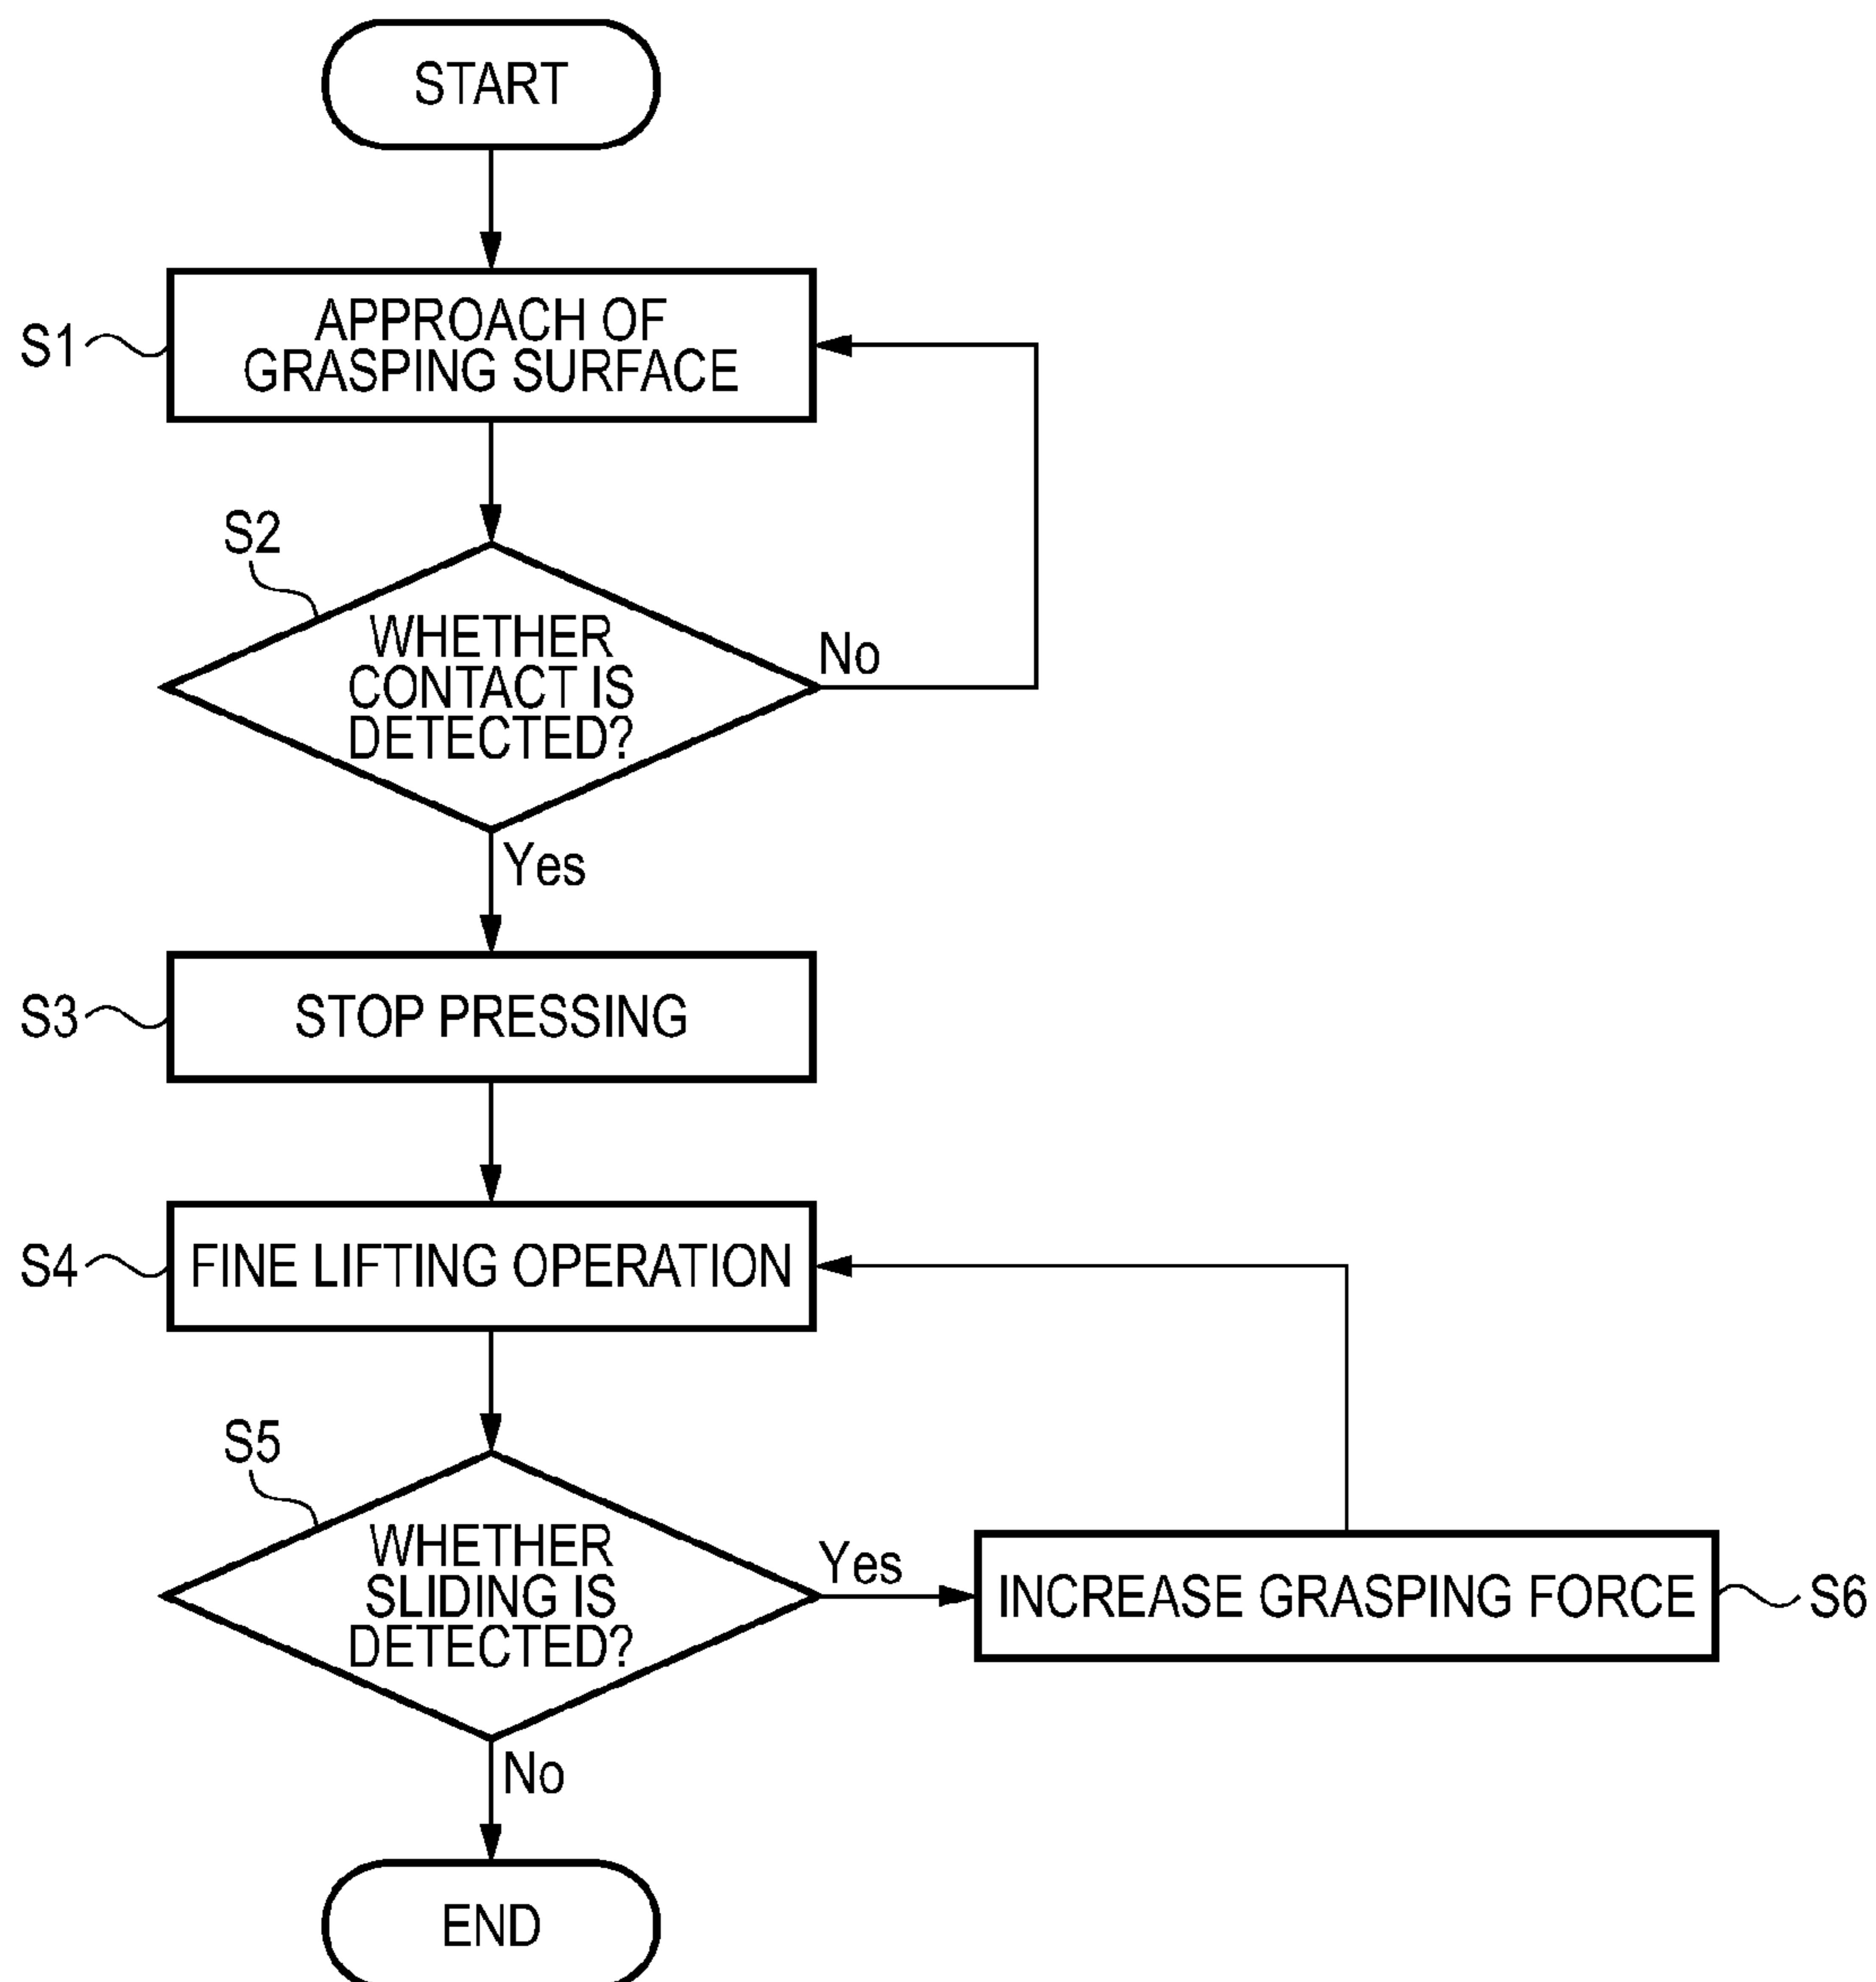 START
S1
APPROACH OF
GRASPING SURFACE
S2
WHETHER
CONTACT IS
DETECTED?
No
Yes
S3
STOP PRESSING
S4
FINE LIFTING OPERATION
S5
WHETHER
SLIDING IS
DETECTED?
Yes
INCREASE GRASPING FORCE
S6
No
END